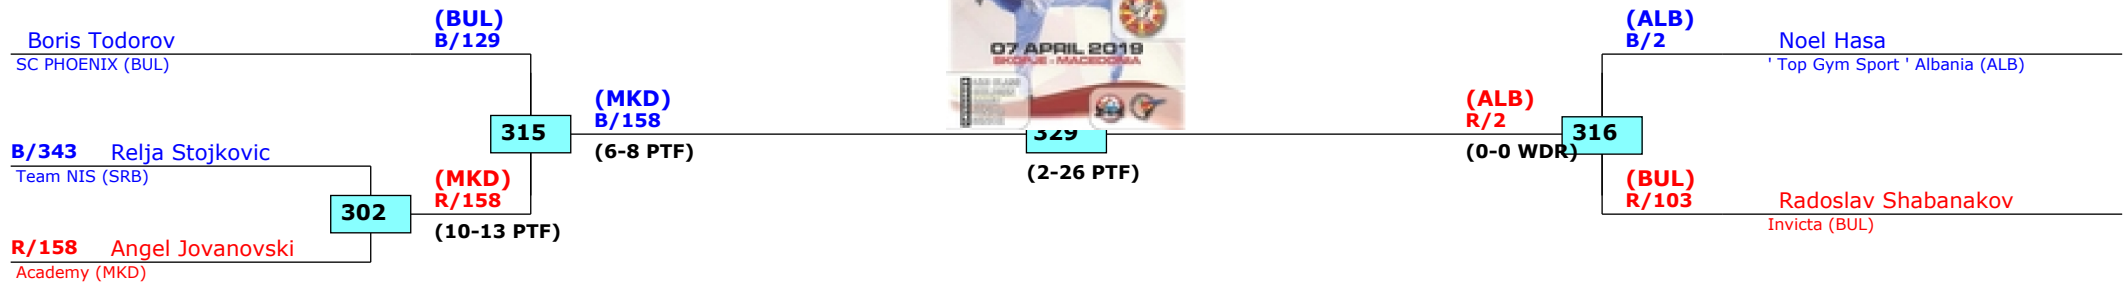 (BUL)
B/129
Boris Todorov
SC PHOENIX (BUL)
B/343 Relja Stojkovic
Team NIS (SRB)
302
R/158 Angel Jovanovski
Academy (MKD)
(MKD)
R/158
(10-13 PTF)
315
(MKD)
B/158
(6-8 PTF)
07 APRIL 2019
SKOPJE - MACEDONIA
329
(2-26 PTF)
(ALB)
R/2
(0-0 WDR)
316
(ALB)
B/2
Noel Hasa
' Top Gym Sport ' Albania (ALB)
(BUL)
R/103
Radoslav Shabanakov
Invicta (BUL)